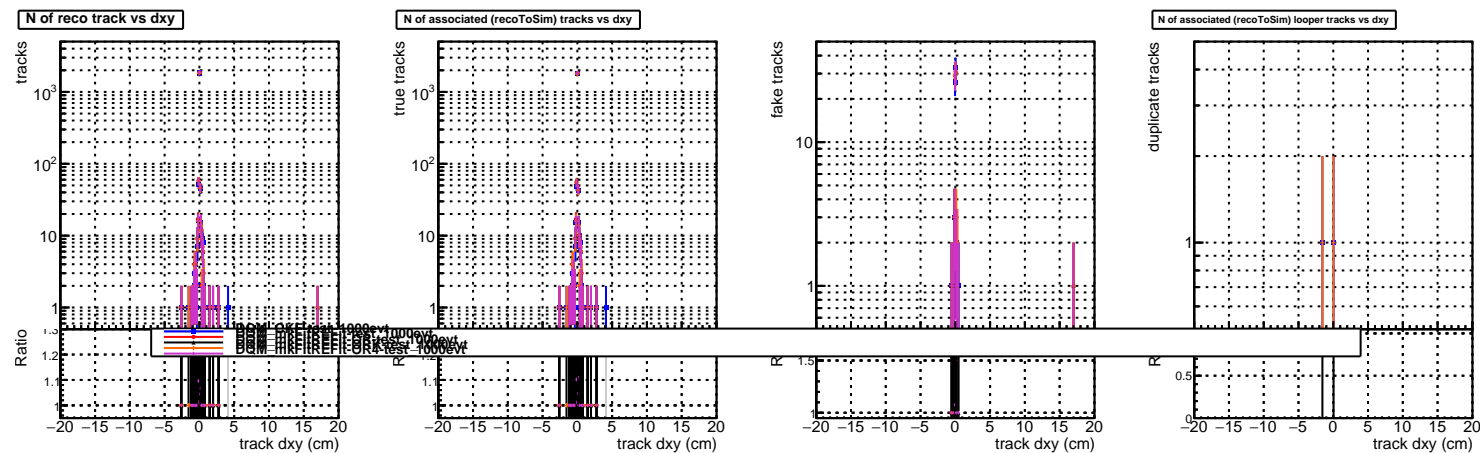 N of reco track vs dxy
N of associated (recoToSim) tracks vs dxy
N of associated (recoToSim) looper tracks vs dxy
tracks
10³
10²
10
1
Ratio
1.3
1.2
1.1
1
−20 −15 −10 −5 0 5 10 15 20
track dxy (cm)
true tracks
10³
10²
10
1
−20 −15 −10 −5 0 5 10 15 20
track dxy (cm)
fake tracks
10
1
1.5
1
−20 −15 −10 −5 0 5 10 15 20
track dxy (cm)
duplicate tracks
1
0.5
0
−20 −15 −10 −5 0 5 10 15 20
track dxy (cm)
DQM−mkFitREFit−OR4−test−1000evt